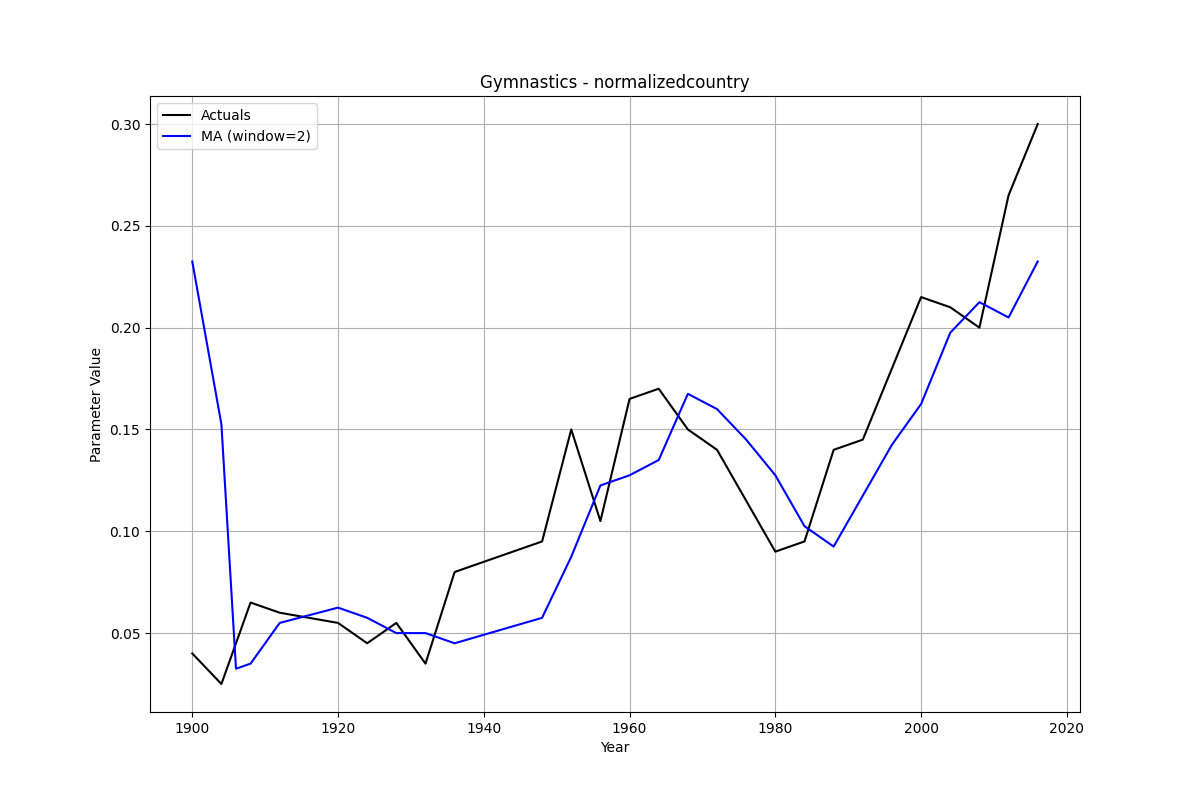 Gymnastics - normalizedcountry
Actuals
MA (window=2)
0.30
0.25
0.20
0.15
0.10
0.05
Parameter Value
1900 1920 1940 1960 1980 2000 2020
Year